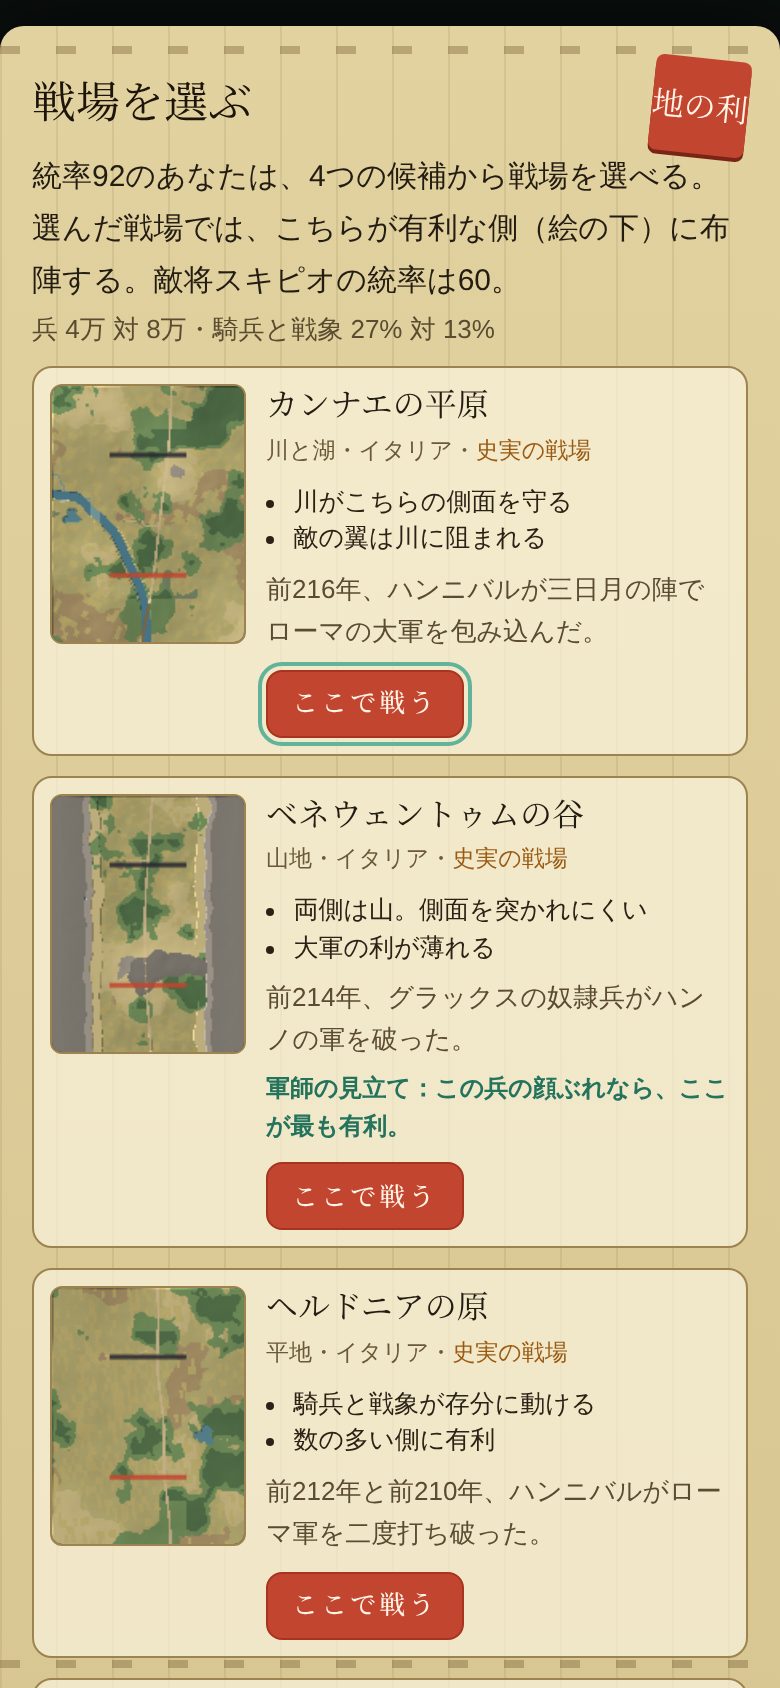 戦場を選ぶ
地の利
統率92のあなたは、4つの候補から戦場を選べる。
選んだ戦場では、こちらが有利な側（絵の下）に布
陣する。敵将スキピオの統率は60。
兵 4万 対 8万・騎兵と戦象 27% 対 13%
カンナエの平原
川と湖・イタリア・史実の戦場
• 川がこちらの側面を守る
• 敵の翼は川に阻まれる
前216年、ハンニバルが三日月の陣で
ローマの大軍を包み込んだ。
ここで戦う
ベネウェントゥムの谷
山地・イタリア・史実の戦場
• 両側は山。側面を突かれにくい
• 大軍の利が薄れる
前214年、グラックスの奴隷兵がハン
ノの軍を破った。
軍師の見立て：この兵の顔ぶれなら、ここ
が最も有利。
ここで戦う
ヘルドニアの原
平地・イタリア・史実の戦場
• 騎兵と戦象が存分に動ける
• 数の多い側に有利
前212年と前210年、ハンニバルがロー
マ軍を二度打ち破った。
ここで戦う